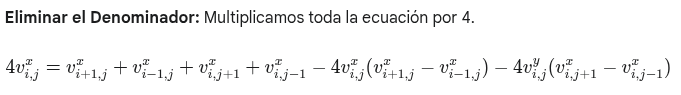 Eliminar el Denominador: Multiplicamos toda la ecuación por 4.
$4v^x_{i,j} = v^x_{i+1,j} + v^x_{i-1,j} + v^x_{i,j+1} + v^x_{i,j-1} - 4v^x_{i,j}(v^x_{i+1,j} - v^x_{i-1,j}) - 4v^y_{i,j}(v^x_{i,j+1} - v^x_{i,j-1})$